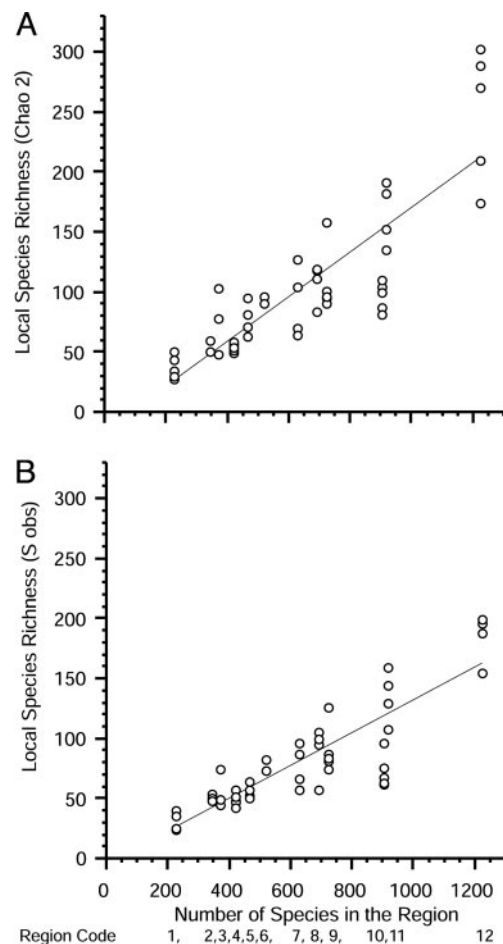 A
Local Species Richness (Chao 2)
300
250
200
150
100
50
0
B
Local Species Richness (S obs)
300
250
200
150
100
50
0
0 200 400 600 800 1000 1200
Number of Species in the Region
Region Code 1, 2,3,4,5,6, 7, 8, 9, 10,11 12